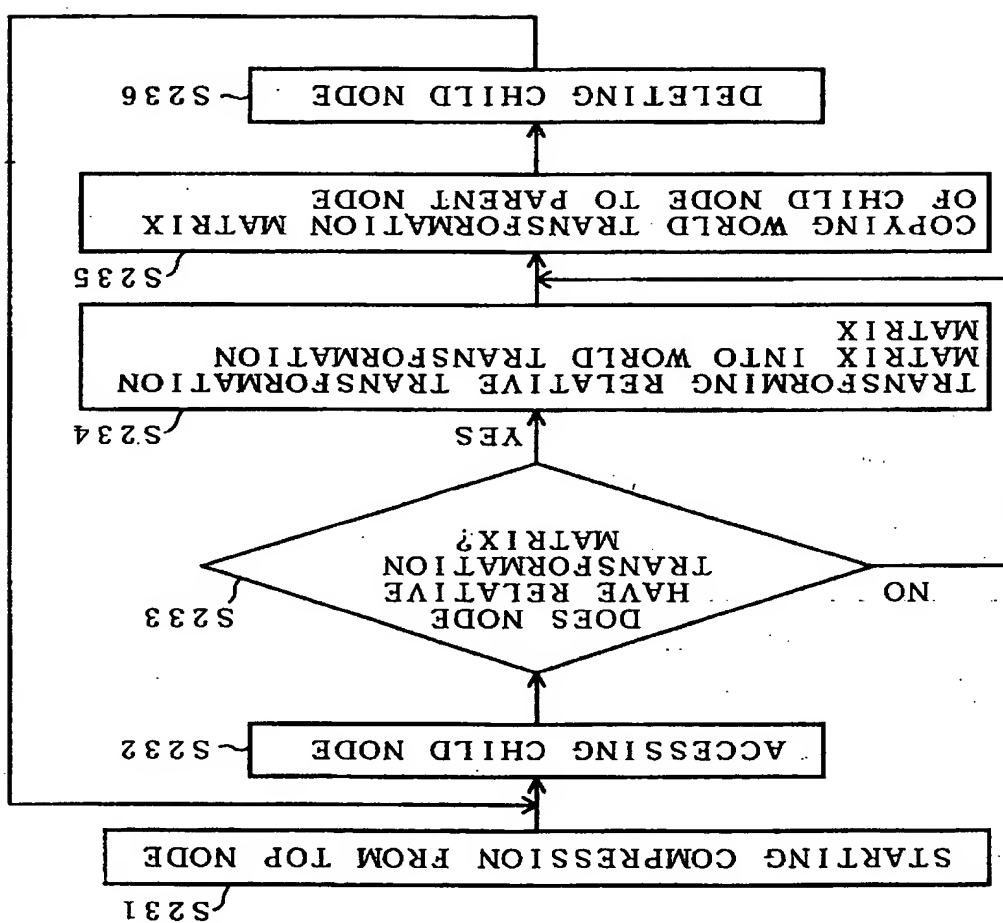 S231
STARTING COMPRESSION FROM TOP NODE
S232
ACCESSING CHILD NODE
S233
DOES NODE
HAVE RELATIVE
TRANSFORMATION
MATRIX?
NO
YES
S234
TRANSFORMING RELATIVE TRANSFORMATION
MATRIX INTO WORLD TRANSFORMATION
MATRIX
S235
COPYING WORLD TRANSFORMATION MATRIX
OF CHILD NODE TO PARENT NODE
S236
DELETING CHILD NODE